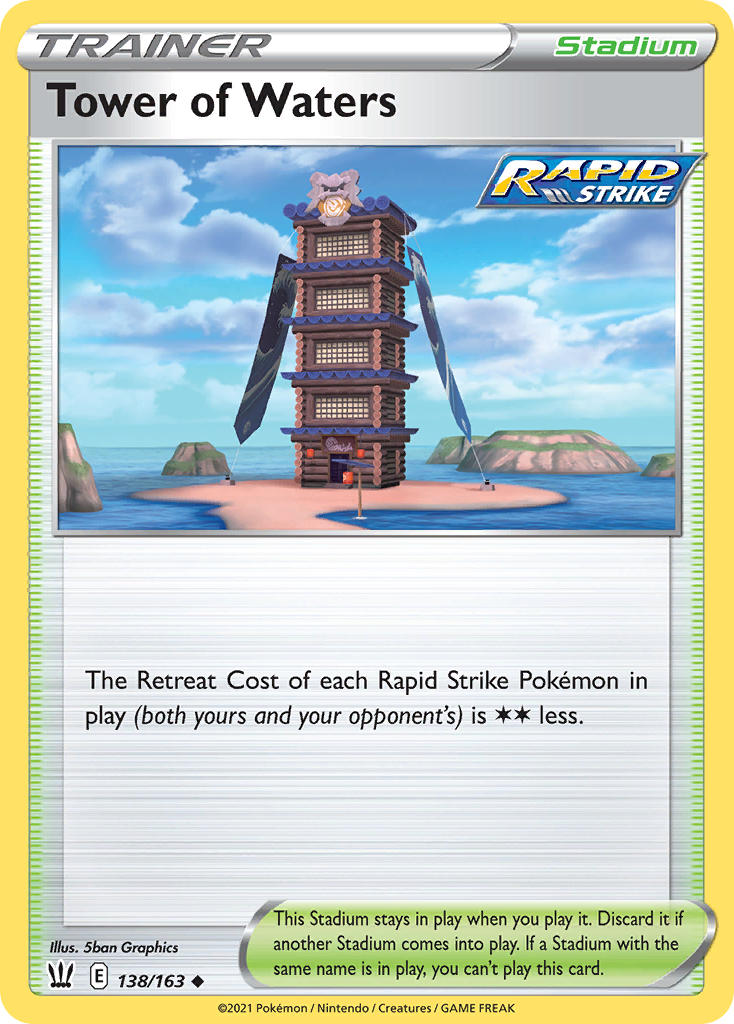 TRAINER
Stadium
Tower of Waters
RAPID
STRIKE
The Retreat Cost of each Rapid Strike Pokémon in
play (both yours and your opponent's) is ✶✶ less.
This Stadium stays in play when you play it. Discard it if
another Stadium comes into play. If a Stadium with the
same name is in play, you can't play this card.
Illus. 5ban Graphics
E 138/163 ◆
©2021 Pokémon / Nintendo / Creatures / GAME FREAK